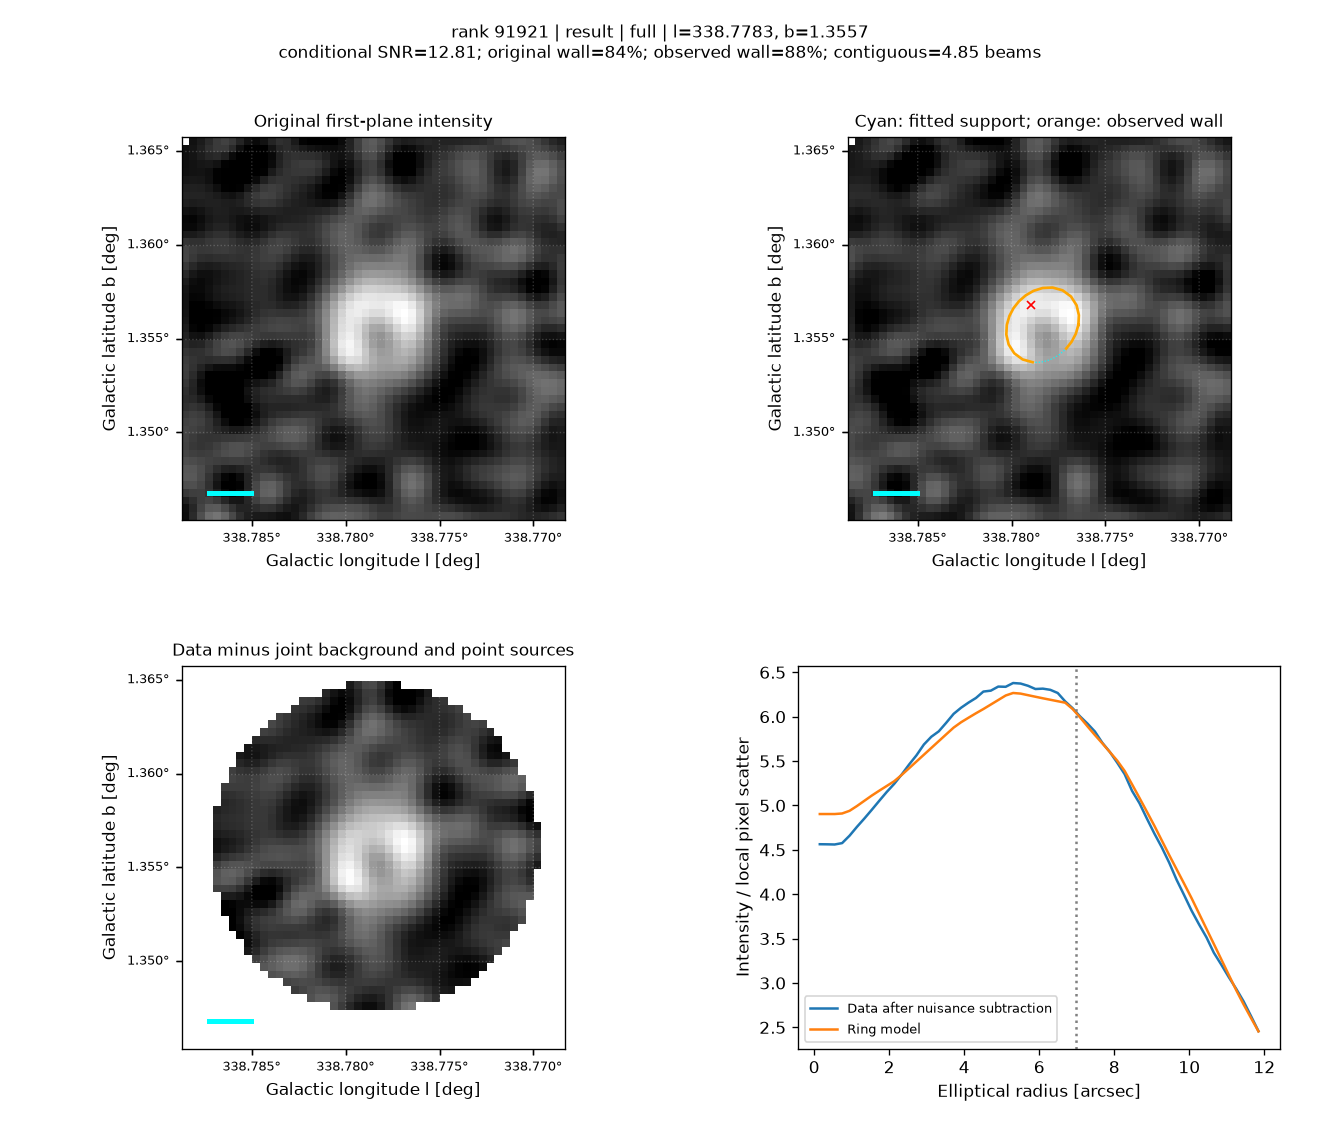 rank 91921 | result | full | l=338.7783, b=1.3557
conditional SNR=12.81; original wall=84%; observed wall=88%; contiguous=4.85 beams
Original first-plane intensity
1.365°
1.360°
1.355°
1.350°
Galactic latitude b [deg]
338.785°
338.780°
338.775°
338.770°
Galactic longitude l [deg]
Cyan: fitted support; orange: observed wall
1.365°
1.360°
1.355°
1.350°
Galactic latitude b [deg]
338.785°
338.780°
338.775°
338.770°
Galactic longitude l [deg]
Data minus joint background and point sources
1.365°
1.360°
1.355°
1.350°
Galactic latitude b [deg]
338.785°
338.780°
338.775°
338.770°
Galactic longitude l [deg]
6.5
6.0
5.5
5.0
4.5
4.0
3.5
3.0
2.5
Intensity / local pixel scatter
Data after nuisance subtraction
Ring model
0
2
4
6
8
10
12
Elliptical radius [arcsec]